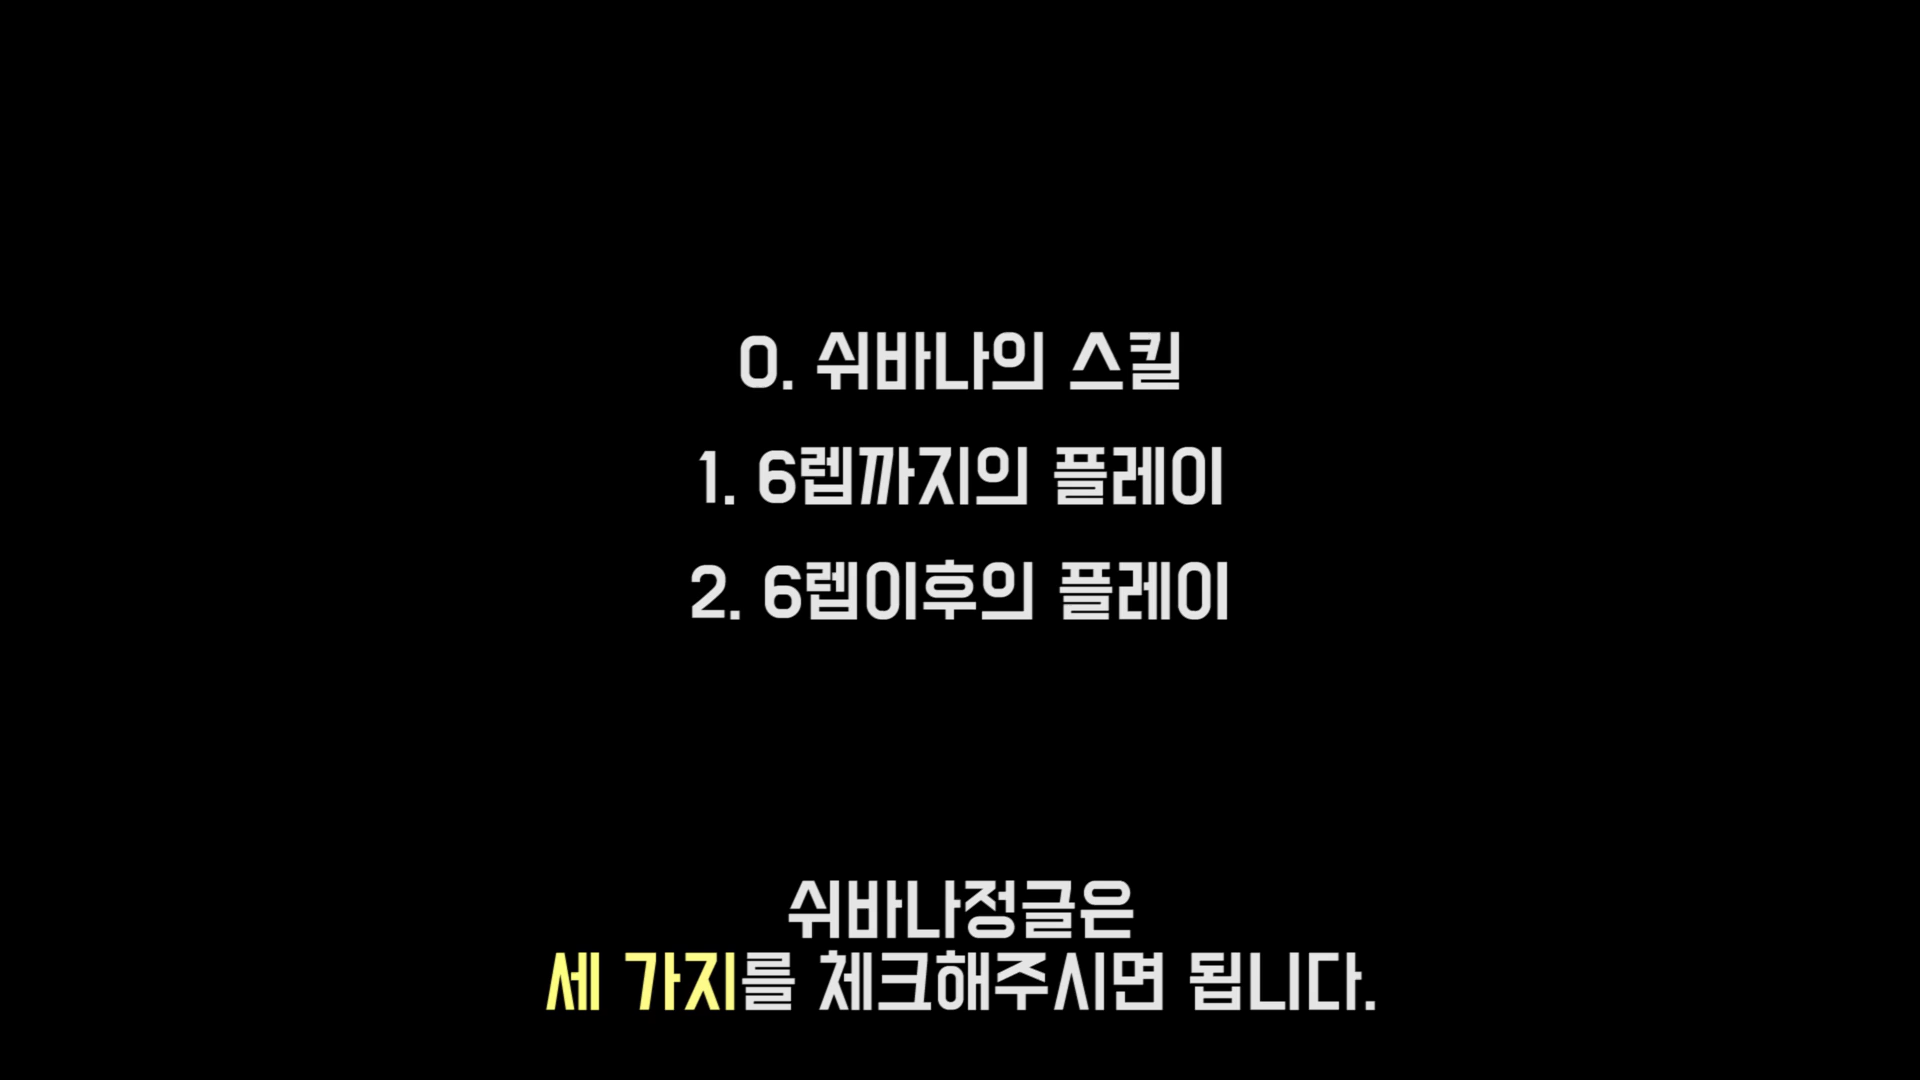 0. 쉬바나의 스킬
1. 6렙까지의 플레이
2. 6렙이후의 플레이
쉬바나정글은
세 가지를 체크해주시면 됩니다.